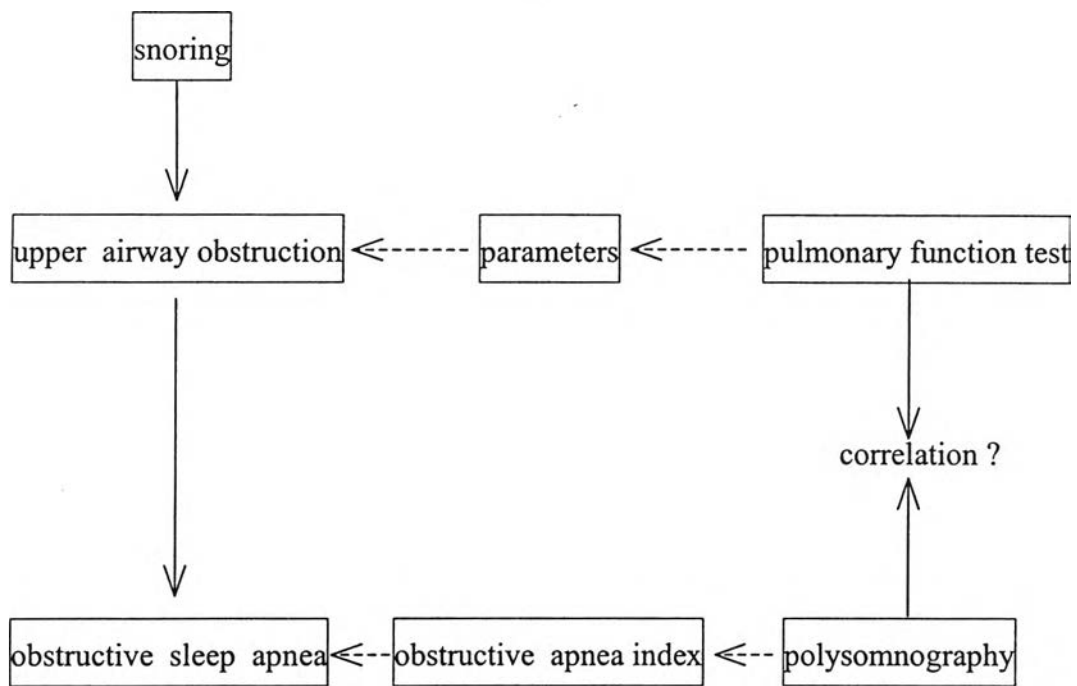 snoring
upper airway obstruction
parameters
pulmonary function test
correlation ?
obstructive sleep apnea
obstructive apnea index
polysomnography